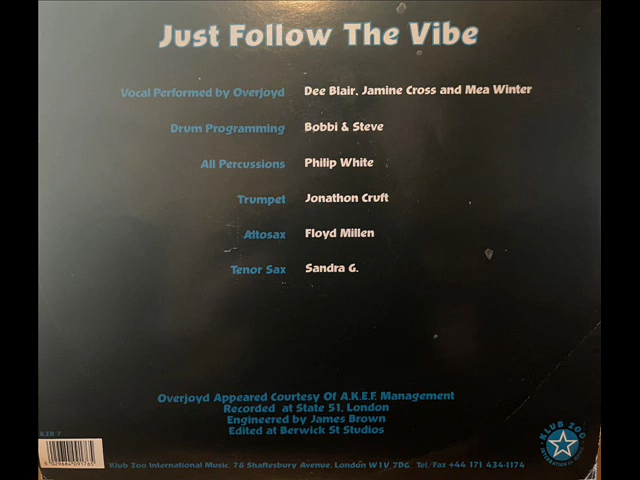 Just Follow The Vibe
Vocal Performed by Overjoyd Dee Blair, Jamine Cross and Mea Winter
Drum Programming Bobbi & Steve
All Percussions Philip White
Trumpet Jonathon Cruft
Altosax Floyd Millen
Tenor Sax Sandra G.
Overjoyd Appeared Courtesy Of A.K.E.F. Management
Recorded at State 51, London
Engineered by James Brown
Edited at Berwick St Studios
KZR 7
Klub Zoo International Music. 78 Shaftesbury Avenue, London W1V 7DG. Tel/Fax +44 171 434-1174
KLUB ZOO